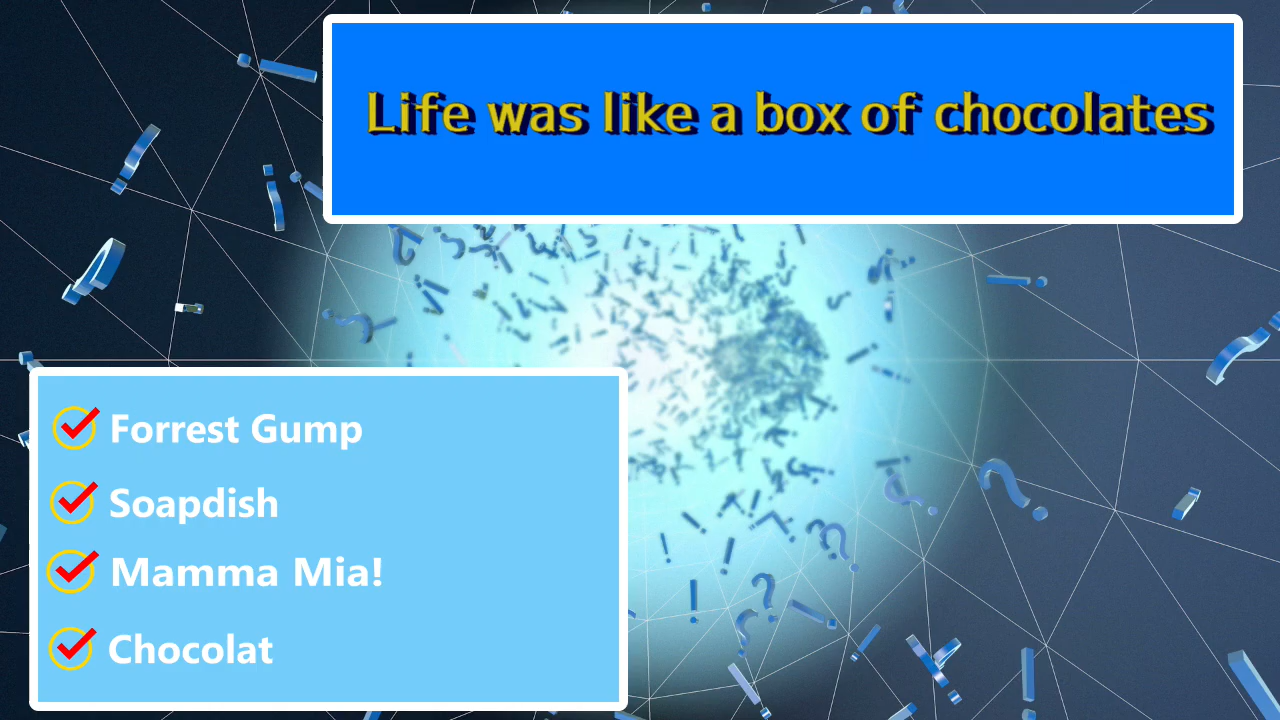 Life was like a box of chocolates
Forrest Gump
Soapdish
Mamma Mia!
Chocolat